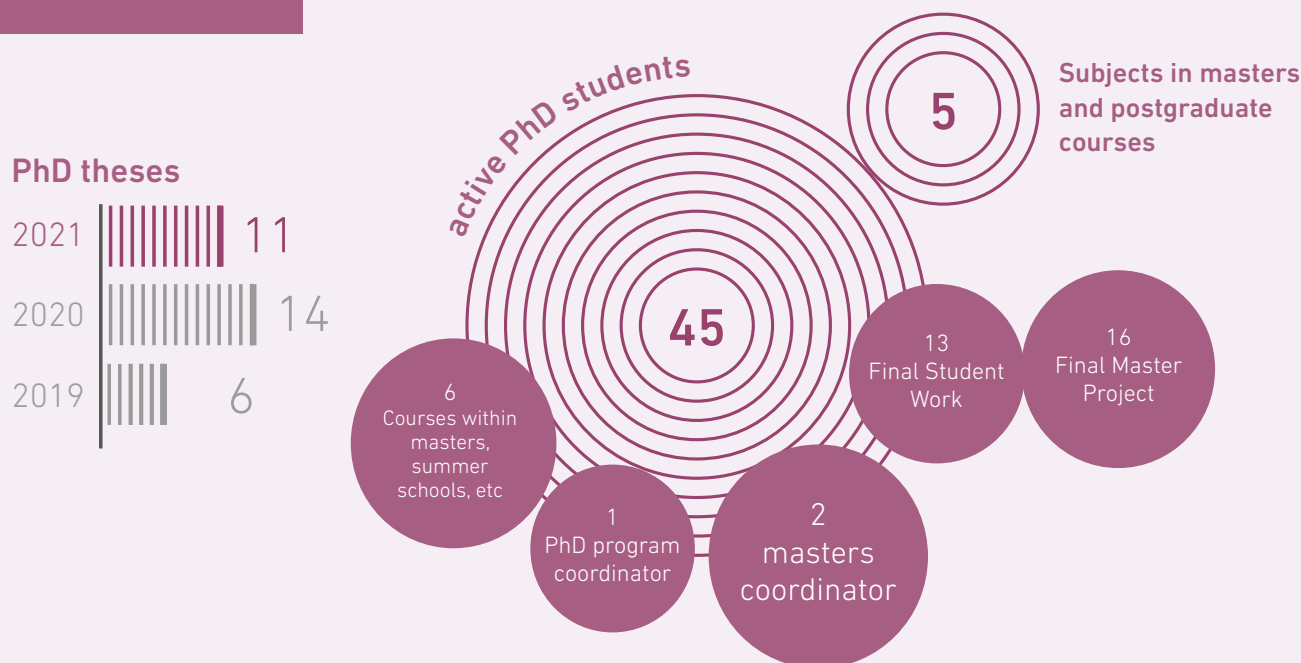 PhD theses
2021 11
2020 14
2019 6
active PhD students
45
5
Subjects in masters
and postgraduate
courses
6
Courses within
masters,
summer
schools, etc
1
PhD program
coordinator
2
masters
coordinator
13
Final Student
Work
16
Final Master
Project